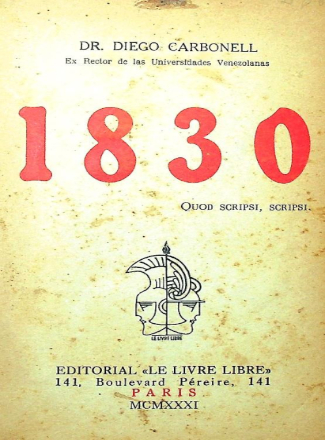 DR. DIEGO CARBONELL
Ex Rector de las Universidades Venezolanas
1830
QUOD SCRIPSI, SCRIPSI.
LE LIVRE LIBRE
EDITORIAL «LE LIVRE LIBRE»
141, Boulevard Péreire, 141
PARIS
MCMXXXI